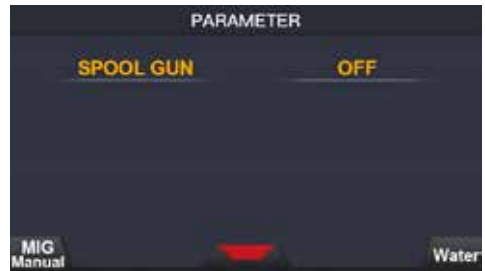 PARAMETER
SPOOL GUN OFF
MIG
Manual
Water